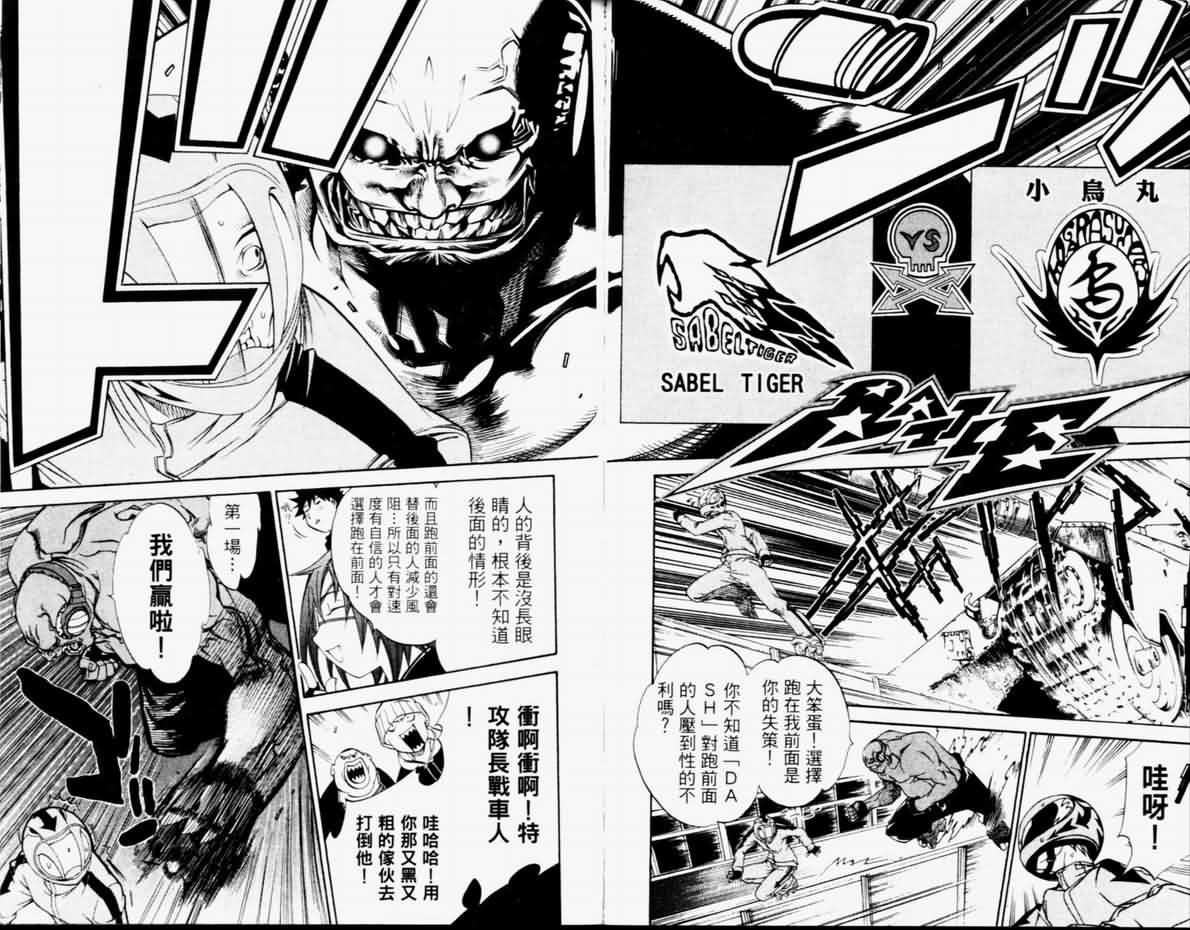 小烏丸
VS
SABEL TIGER
SABEL TIGER
BATTLE
哇呀！
大笨蛋！選擇
跑在我前面是
你的失策！
你不知道「DA
SH」對跑前面
的人壓到性的不
利嗎？
人的背後是沒長眼
睛的，根本不知道
後面的情形！
而且跑前面的還會
替後面的人減少風
阻…所以只有對速
度有自信的人才會
選擇跑在前面！
衝啊衝啊！特
攻隊長戰車人
！
哇哈哈！用
你那又黑又
粗的傢伙去
打倒他！
第一場…
我們贏啦！